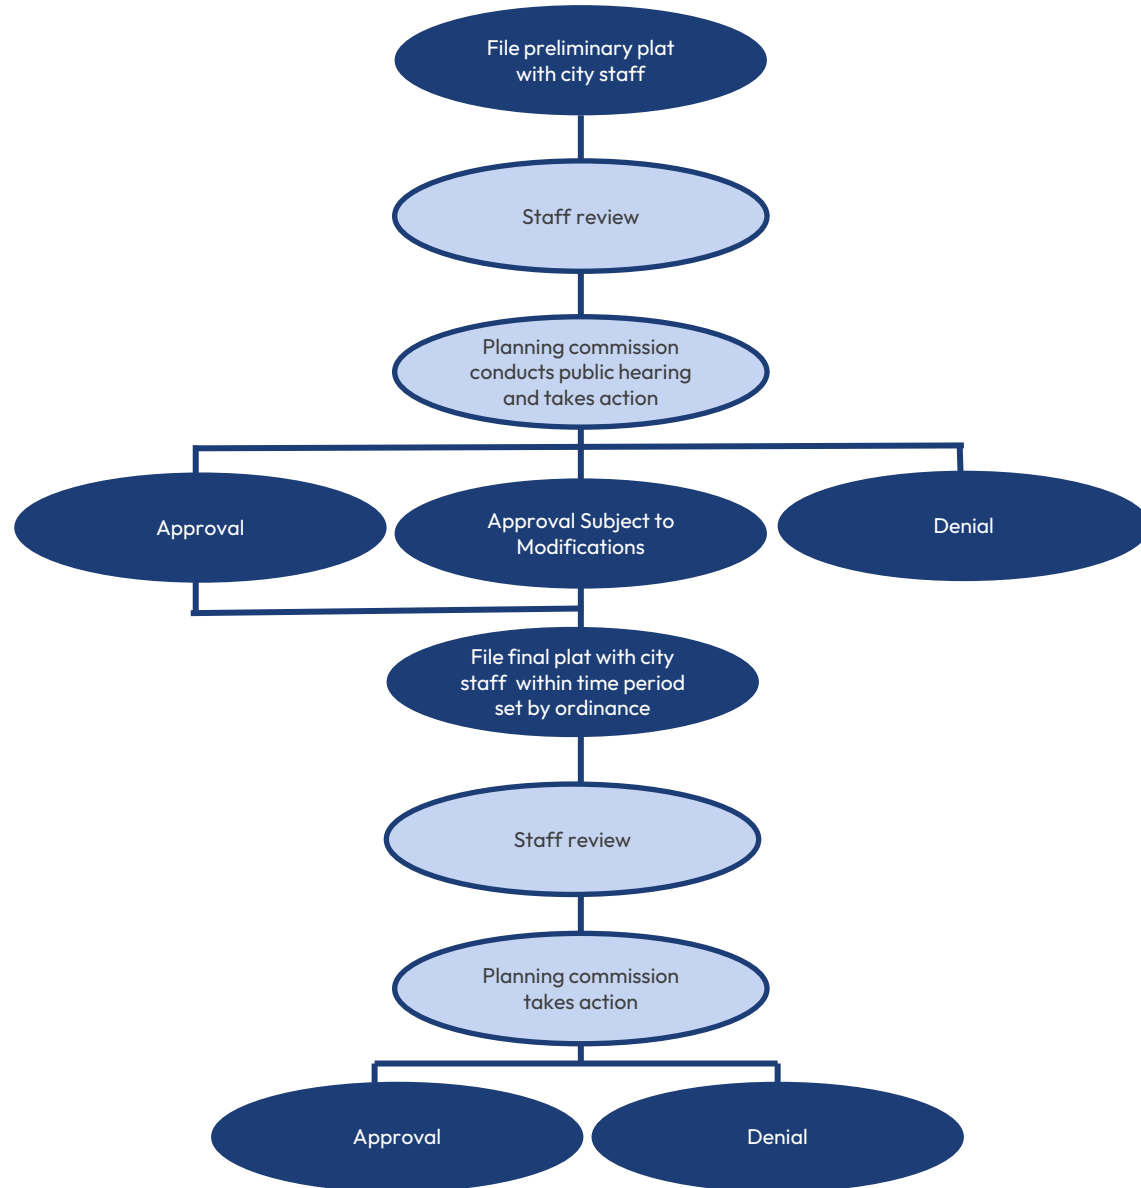 File preliminary plat
with city staff
Staff review
Planning commission
conducts public hearing
and takes action
Approval
Approval Subject to
Modifications
Denial
File final plat with city
staff  within time period
set by ordinance
Staff review
Planning commission
takes action
Approval
Denial